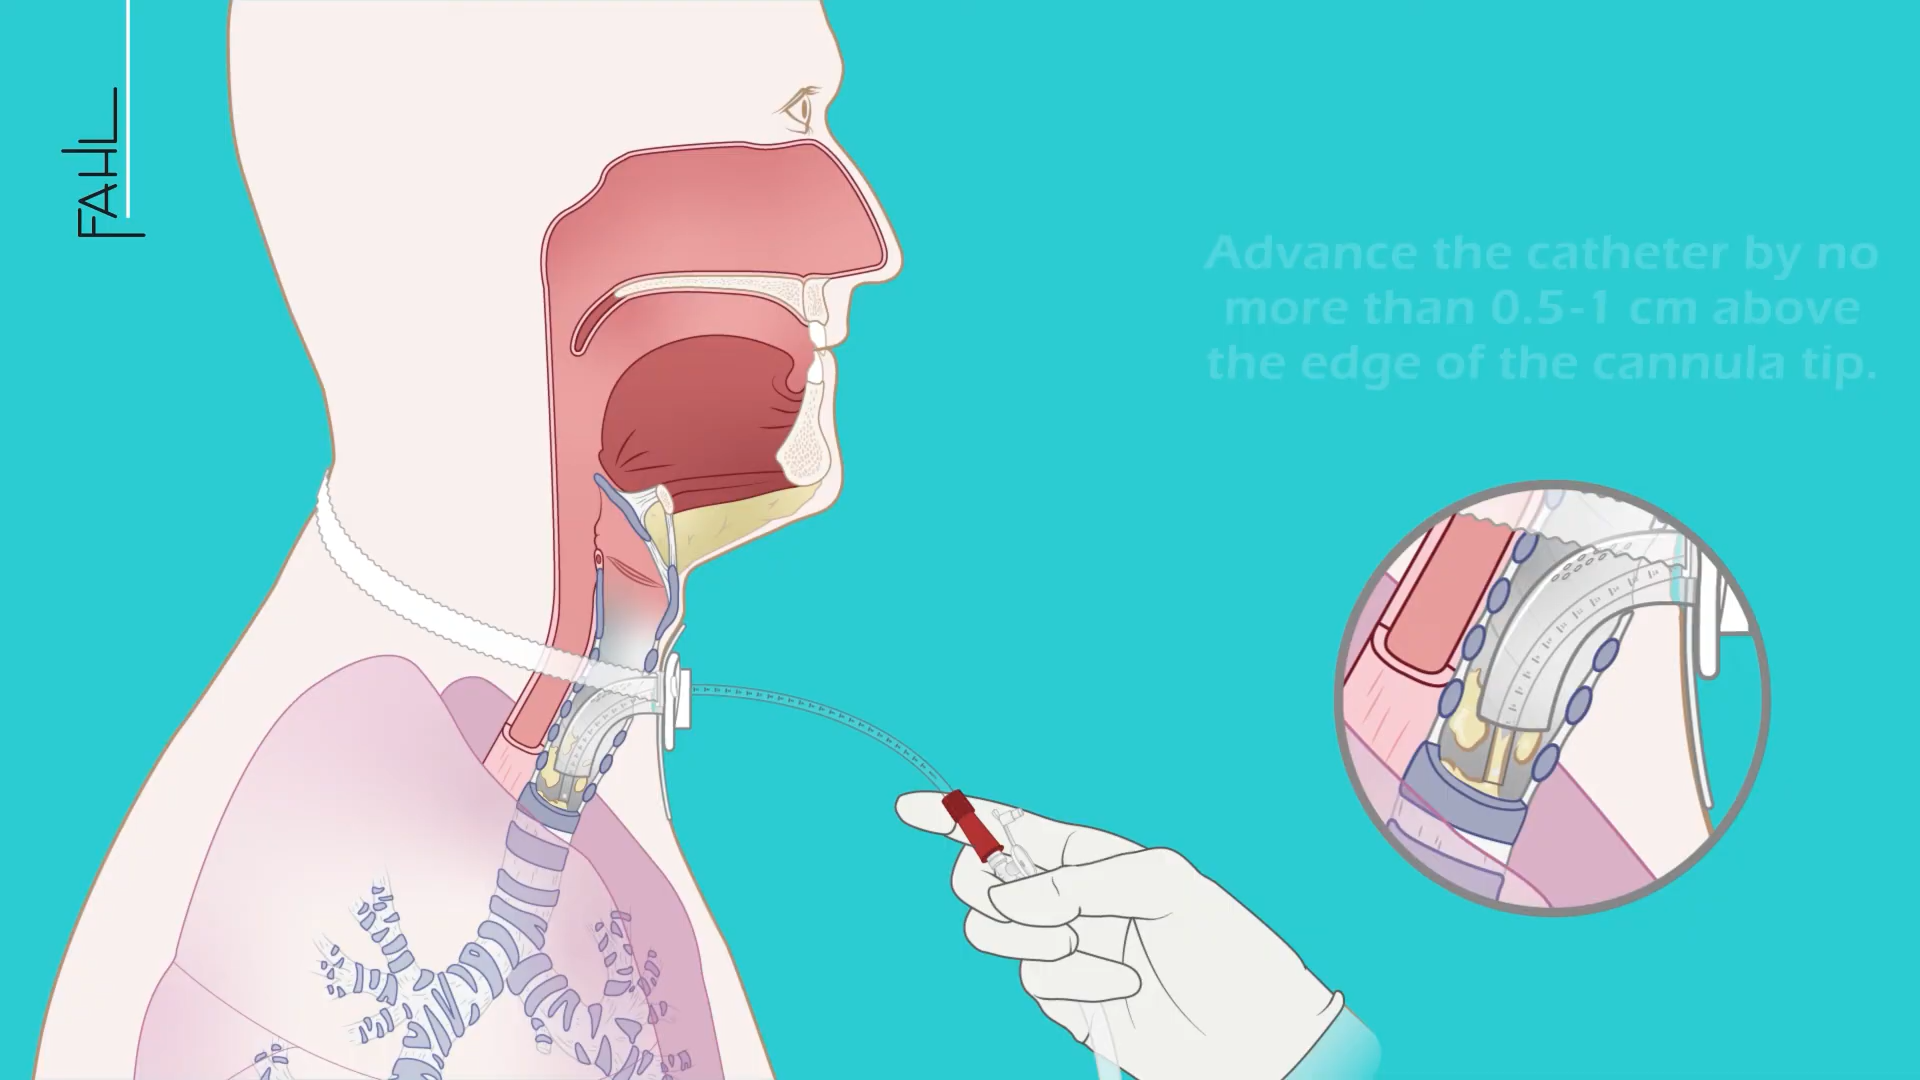 FAHL
Advance the catheter by no
more than 0.5-1 cm above
the edge of the cannula tip.